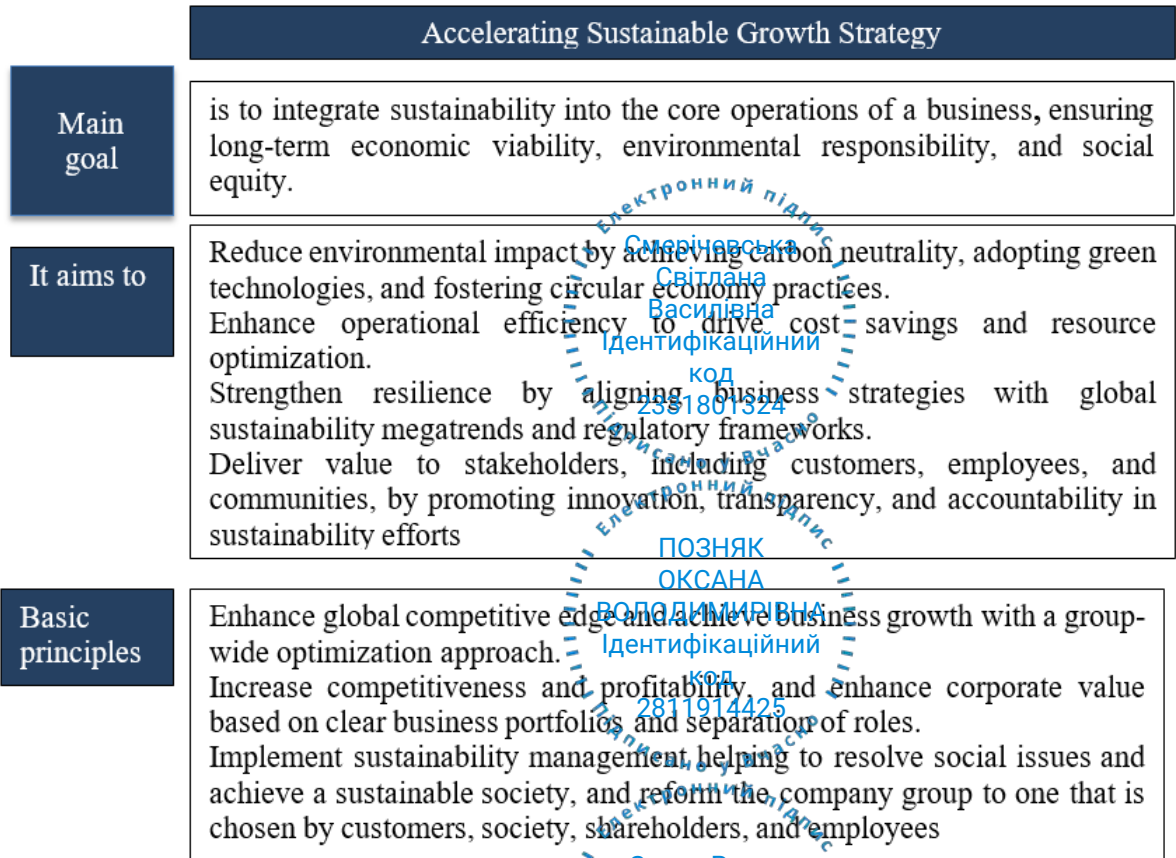 Accelerating Sustainable Growth Strategy
Main
goal
is to integrate sustainability into the core operations of a business, ensuring
long-term economic viability, environmental responsibility, and social
equity.
It aims to
Reduce environmental impact by achieving carbon neutrality, adopting green
technologies, and fostering circular economy practices.
Enhance operational efficiency to drive cost savings and resource
optimization.
Strengthen resilience by aligning business strategies with global
sustainability megatrends and regulatory frameworks.
Deliver value to stakeholders, including customers, employees, and
communities, by promoting innovation, transparency, and accountability in
sustainability efforts
Basic
principles
Enhance global competitive edge and achieve business growth with a group-
wide optimization approach.
Increase competitiveness and profitability, and enhance corporate value
based on clear business portfolios and separation of roles.
Implement sustainability management helping to resolve social issues and
achieve a sustainable society, and reform the company group to one that is
chosen by customers, society, shareholders, and employees
Електронний підпис
Смерічевська
Світлана
Василівна
Ідентифікаційний
код
2331801324
Підписано у Вчасно
Електронний підпис
ПОЗНЯК
ОКСАНА
ВОЛОДИМИРІВНА
Ідентифікаційний
код
2811914425
Підписано у Вчасно
Електронний підпис